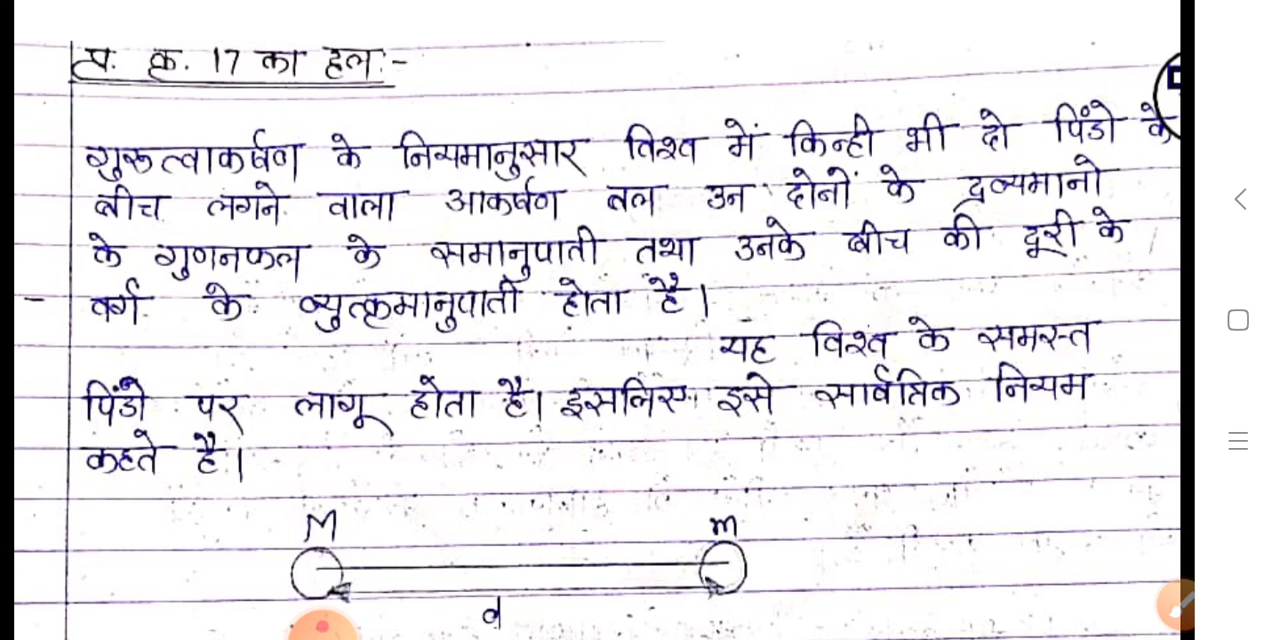 प्र. क्र. 17 का हल:-
गुरूत्वाकर्षण के नियमानुसार विश्व में किन्ही भी दो पिंडो के
बीच लगने वाला आकर्षण बल उन दोनों के द्रव्यमानो
के गुणनफल के समानुपाती तथा उनके बीच की दूरी के
वर्ग के व्युत्क्रमानुपाती होता है।
यह विश्व के समस्त
पिंडो पर लागू होता है। इसलिए इसे सार्वत्रिक नियम
कहते है।
M m
d